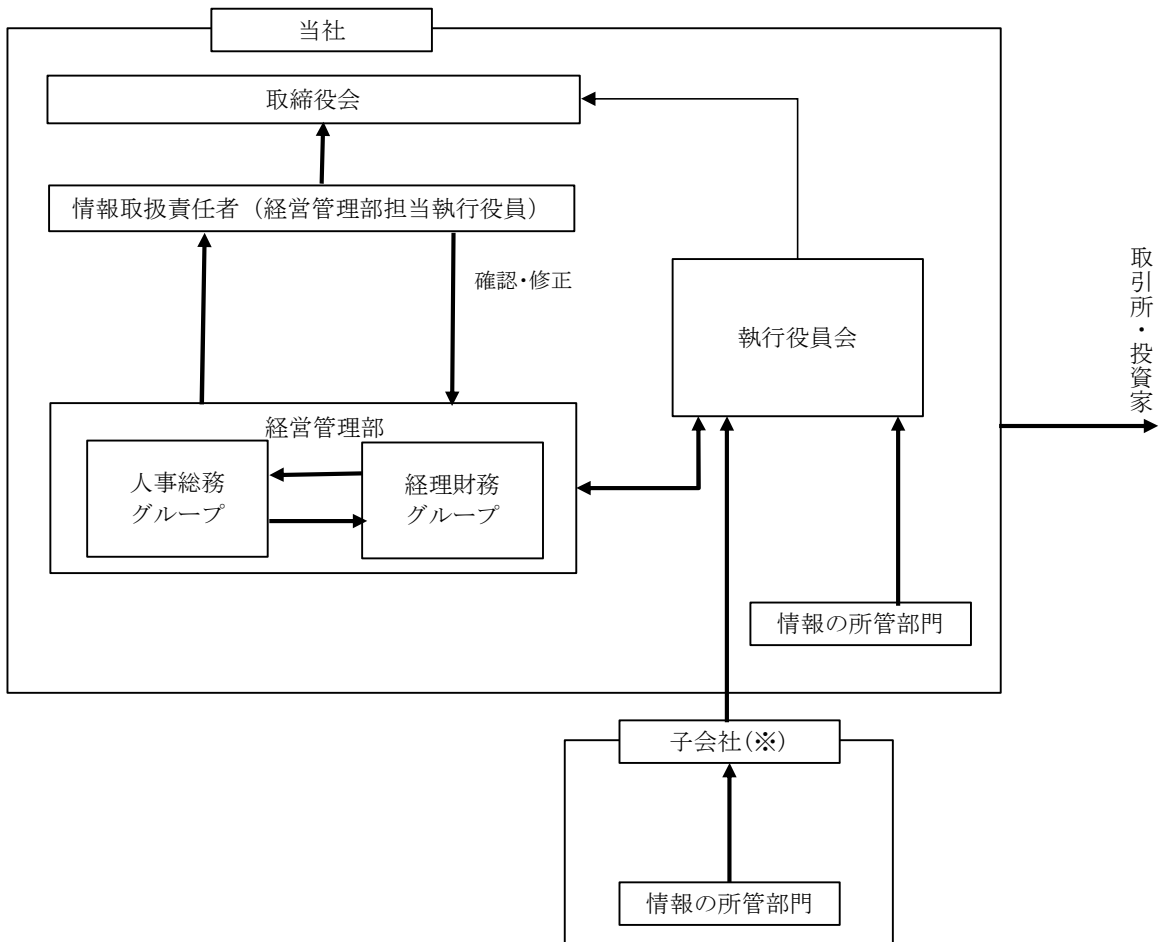 当社
取締役会
情報取扱責任者（経営管理部担当執行役員）
確認・修正
執行役員会
取引所・投資家
経営管理部
人事総務
グループ
経理財務
グループ
情報の所管部門
子会社(※)
情報の所管部門